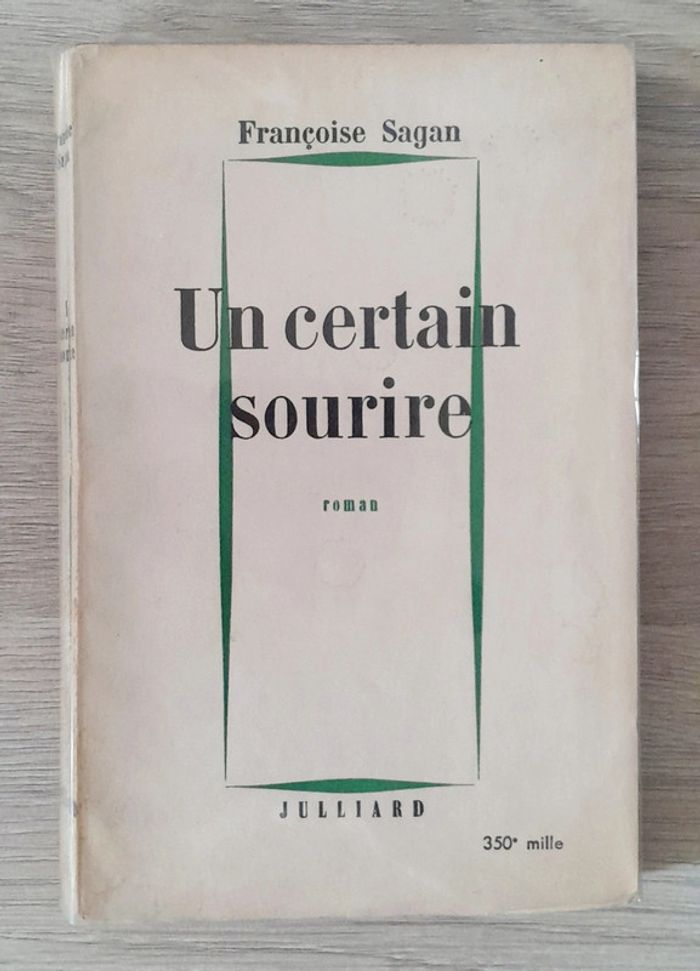 Françoise Sagan
Un certain
sourire
roman
JULLIARD
350e mille